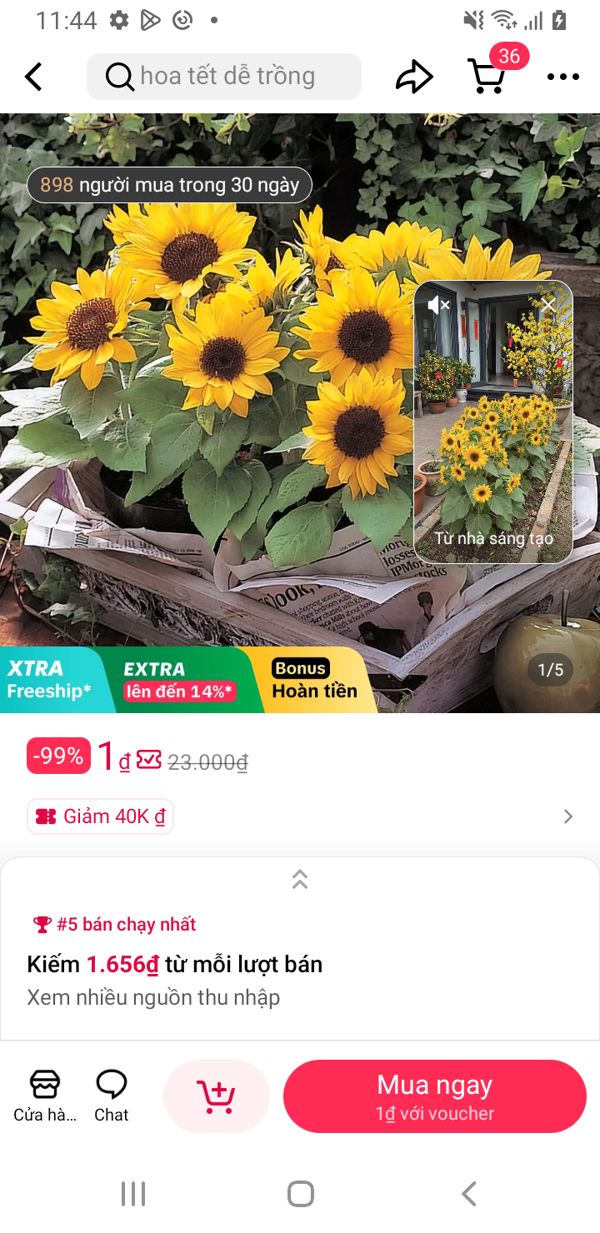 11:44
hoa tết dễ trồng
36
898 người mua trong 30 ngày
Từ nhà sáng tạo
XTRA
Freeship*
EXTRA
lên đến 14%*
Bonus
Hoàn tiền
1/5
-99% 1₫ 23.000₫
Giảm 40K ₫
#5 bán chạy nhất
Kiếm 1.656₫ từ mỗi lượt bán
Xem nhiều nguồn thu nhập
Cửa hà...
Chat
Mua ngay
1₫ với voucher